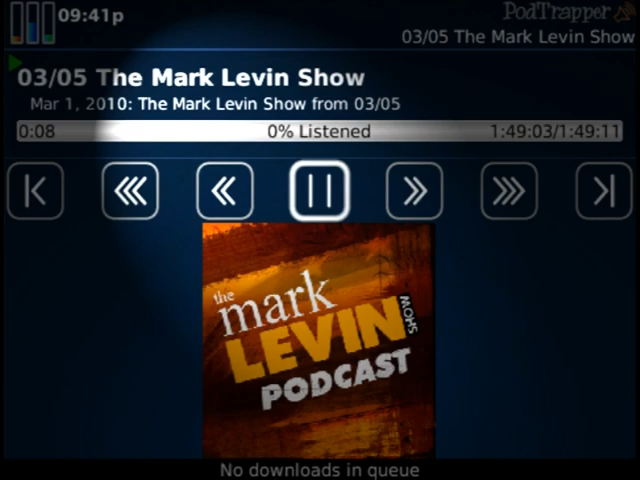 09:41p
PodTrapper
03/05 The Mark Levin Show
03/05 The Mark Levin Show
Mar 1, 2010: The Mark Levin Show from 03/05
0:08 0% Listened 1:49:03/1:49:11
the
mark
LEVIN
SHOW
PODCAST
No downloads in queue